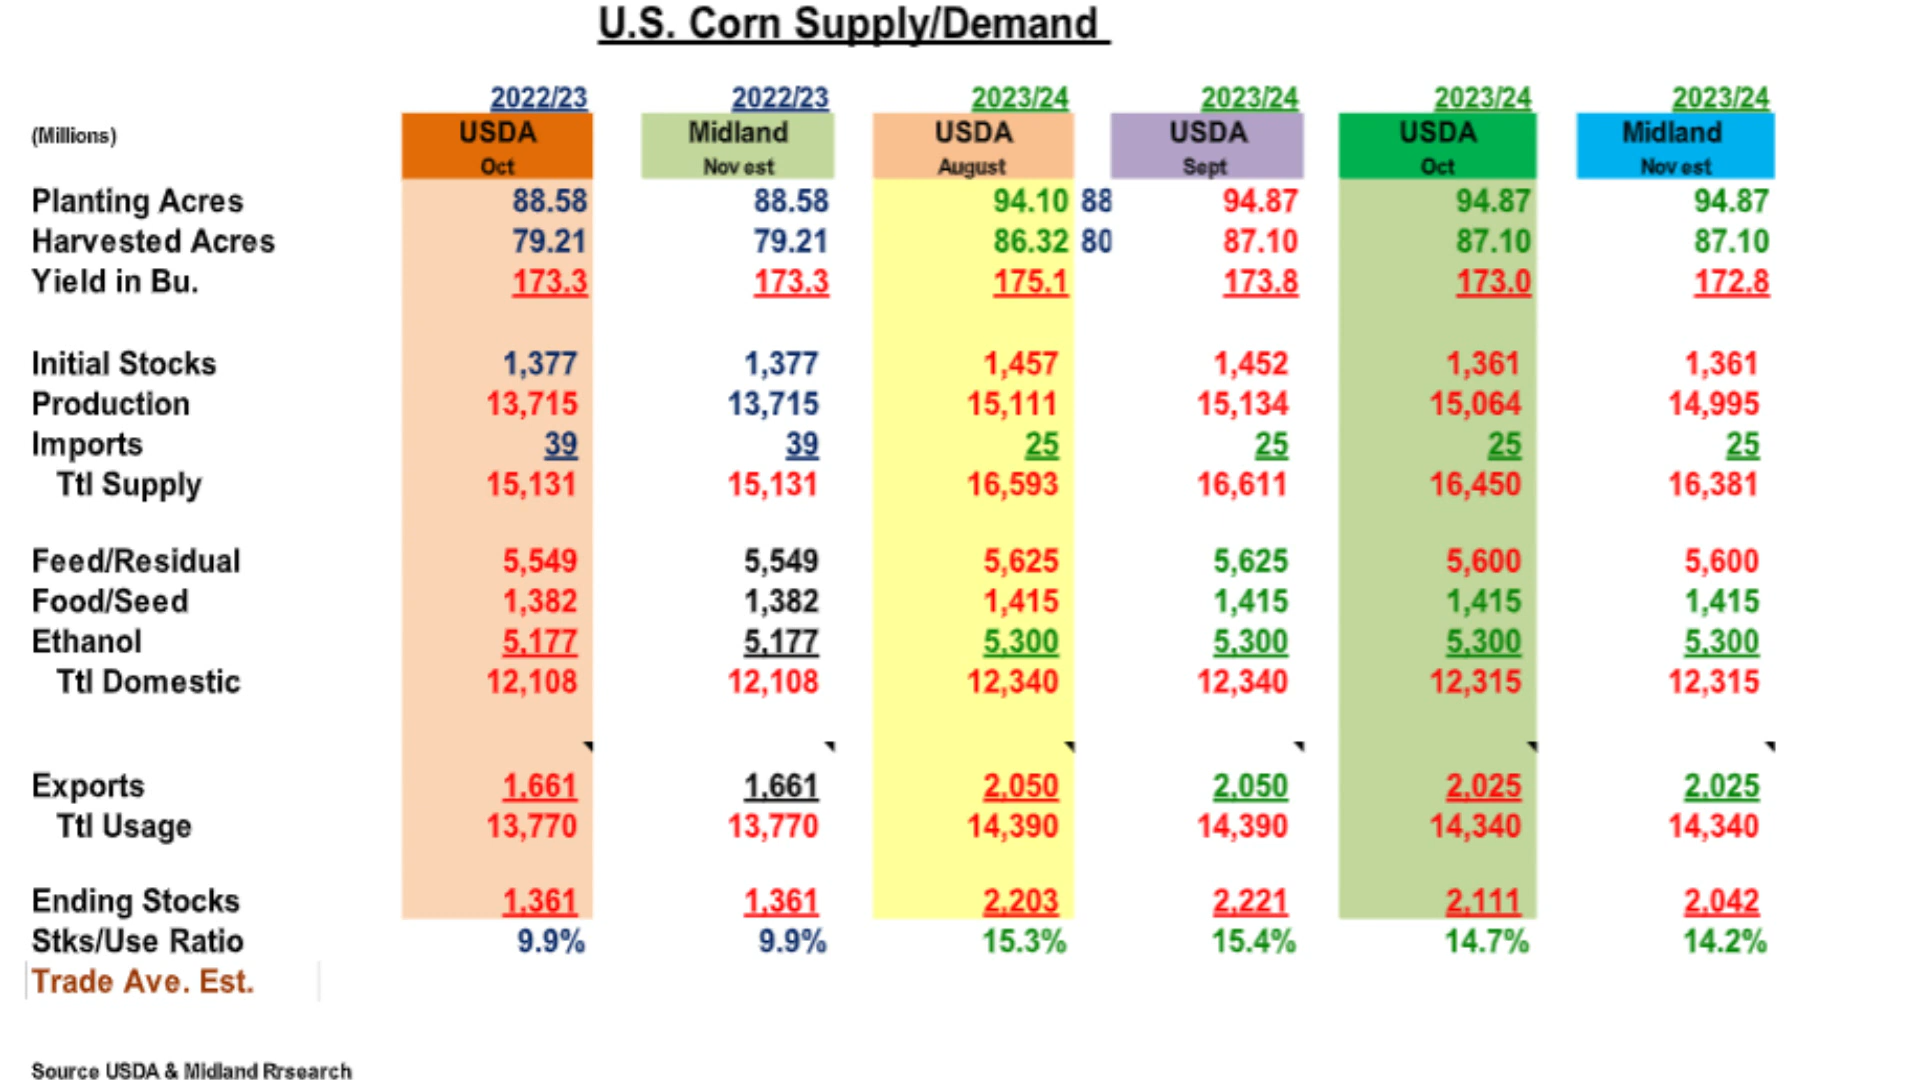 U.S. Corn Supply/Demand
2022/23 2022/23 2023/24 2023/24 2023/24 2023/24
(Millions) USDA Midland USDA USDA USDA Midland
Oct Nov est August Sept Oct Nov est
Planting Acres 88.58 88.58 94.10 88 94.87 94.87 94.87
Harvested Acres 79.21 79.21 86.32 80 87.10 87.10 87.10
Yield in Bu. 173.3 173.3 175.1 173.8 173.0 172.8
Initial Stocks 1,377 1,377 1,457 1,452 1,361 1,361
Production 13,715 13,715 15,111 15,134 15,064 14,995
Imports 39 39 25 25 25 25
Ttl Supply 15,131 15,131 16,593 16,611 16,450 16,381
Feed/Residual 5,549 5,549 5,625 5,625 5,600 5,600
Food/Seed 1,382 1,382 1,415 1,415 1,415 1,415
Ethanol 5,177 5,177 5,300 5,300 5,300 5,300
Ttl Domestic 12,108 12,108 12,340 12,340 12,315 12,315
Exports 1,661 1,661 2,050 2,050 2,025 2,025
Ttl Usage 13,770 13,770 14,390 14,390 14,340 14,340
Ending Stocks 1,361 1,361 2,203 2,221 2,111 2,042
Stks/Use Ratio 9.9% 9.9% 15.3% 15.4% 14.7% 14.2%
Trade Ave. Est.
Source USDA & Midland Rrsearch